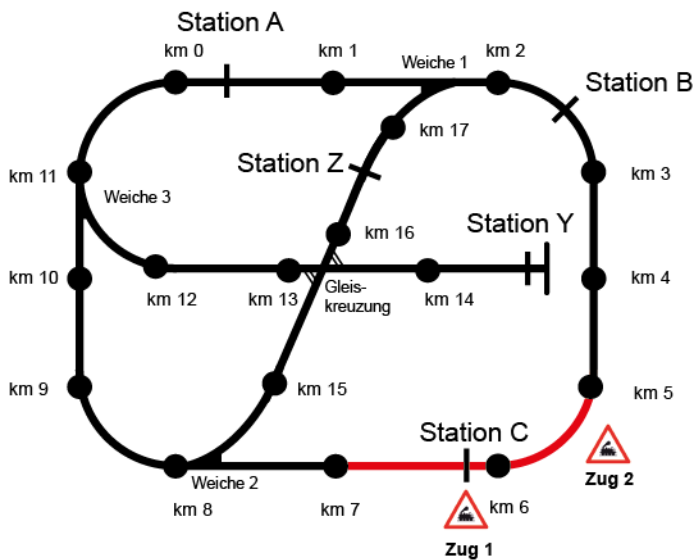 Station A
km 0
km 1
Weiche 1
km 2
Station B
km 17
Station Z
km 11
Weiche 3
km 3
km 16
Station Y
km 10
km 12
km 13
Gleis-
kreuzung
km 14
km 4
km 9
km 15
km 5
Station C
Weiche 2
km 8
km 7
km 6
Zug 2
Zug 1